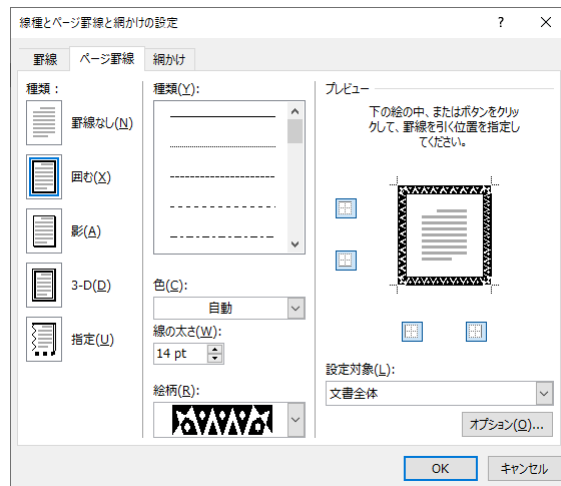 線種とページ罫線と網かけの設定
? ×
罫線 ページ罫線 網かけ
種類:
罫線なし(N)
囲む(X)
影(A)
3-D(D)
指定(U)
種類(Y):
色(C):
自動
線の太さ(W):
14 pt
絵柄(R):
プレビュー
下の絵の中、またはボタンをクリッ
クして、罫線を引く位置を指定し
てください。
設定対象(L):
文書全体
オプション(O)...
OK キャンセル